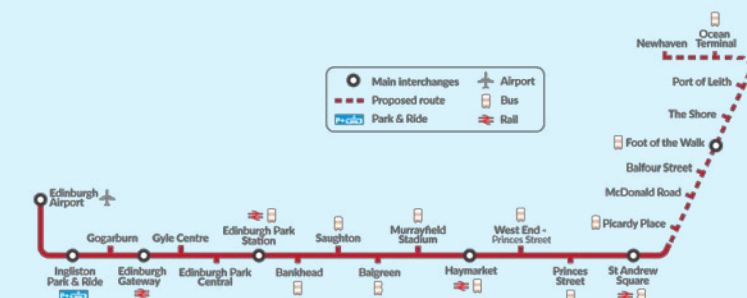 Ocean
Terminal
Newhaven
Port of Leith
The Shore
Foot of the Walk
Balfour Street
McDonald Road
Picardy Place
Main interchanges
Airport
Proposed route
Bus
P+
Park & Ride
Rail
Edinburgh
Airport
Gogarburn
Gyle Centre
Edinburgh Park
Station
Saughton
Murrayfield
Stadium
West End -
Princes Street
Ingliston
Park & Ride
P+
Edinburgh
Gateway
Edinburgh Park
Central
Bankhead
Balgreen
Haymarket
Princes
Street
St Andrew
Square